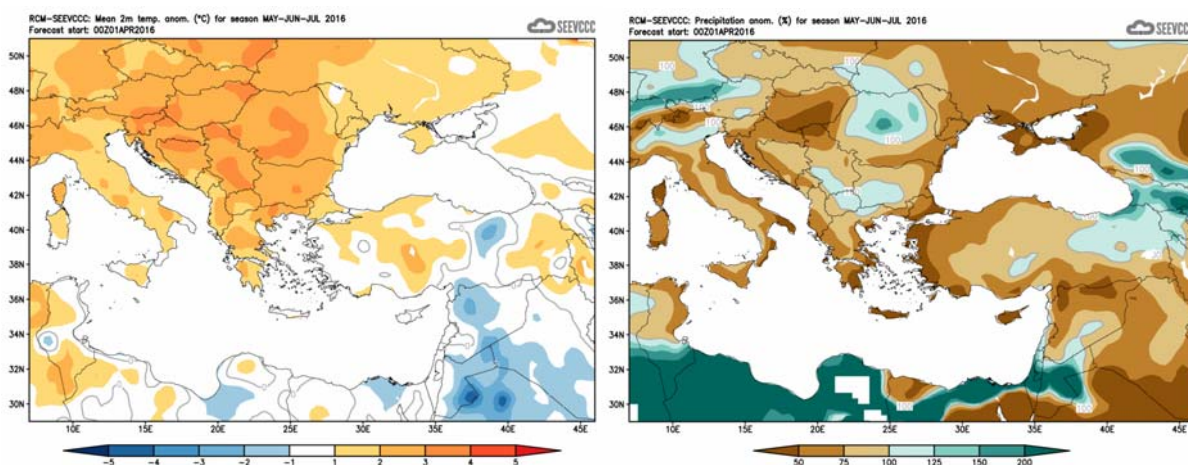 RCM-SEEVCCC: Mean 2m temp. anom. (°C) for season MAY-JUN-JUL 2016
Forecast start: 00Z01APR2016
SEEVCCC
50N
48N
46N
44N
42N
40N
38N
36N
34N
32N
30N
10E 15E 20E 25E 30E 35E 40E 45E
-5 -4 -3 -2 -1 1 2 3 4 5
RCM-SEEVCCC: Precipitation anom. (%) for season MAY-JUN-JUL 2016
Forecast start: 00Z01APR2016
SEEVCCC
50N
48N
46N
44N
42N
40N
38N
36N
34N
32N
30N
100
100
100
100
100
100
100
10E 15E 20E 25E 30E 35E 40E 45E
50 75 100 125 150 200